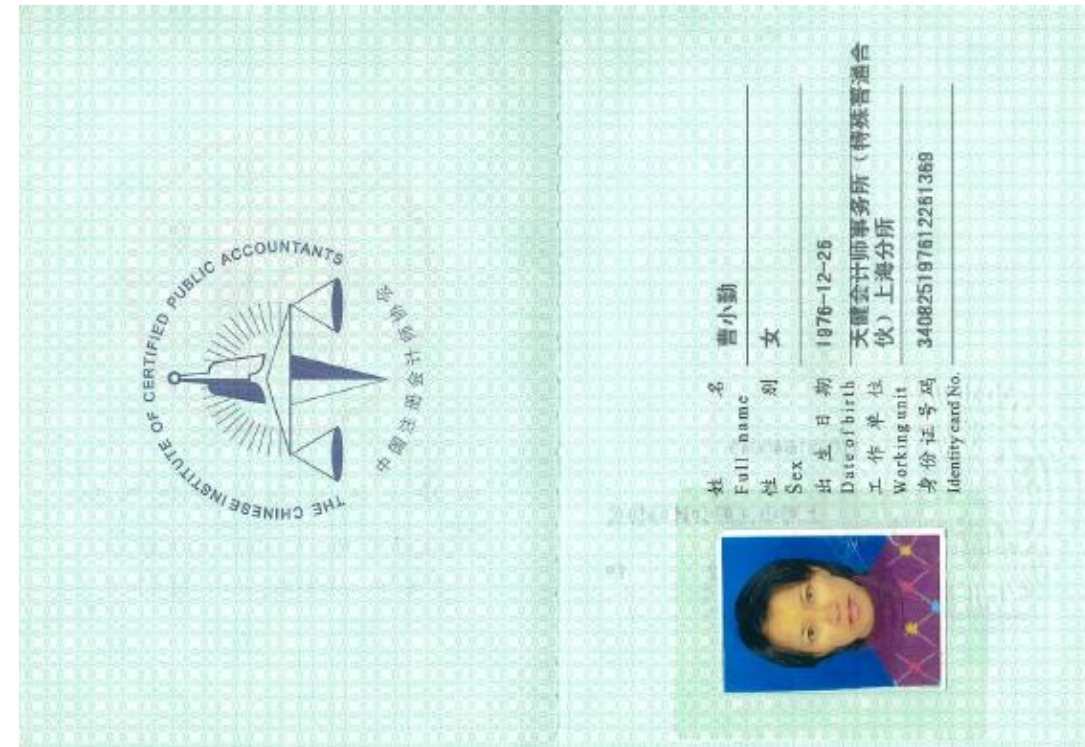 THE CHINESE INSTITUTE OF CERTIFIED PUBLIC ACCOUNTANTS
中国注册会计师协会
姓 名 曹小勤
Full name
性 别 女
Sex
出 生 日 期 1976-12-26
Date of birth
工 作 单 位 天健会计师事务所（特殊普通合
伙）上海分所
Working unit
身 份 证 号 码 340825197612261369
Identity card No.